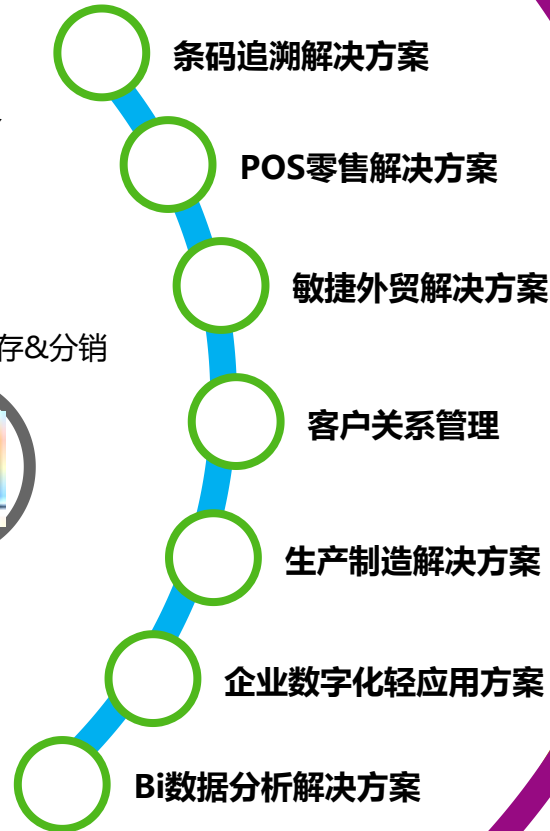 条码追溯解决方案
POS零售解决方案
敏捷外贸解决方案
存&分销
客户关系管理
生产制造解决方案
企业数字化轻应用方案
Bi数据分析解决方案